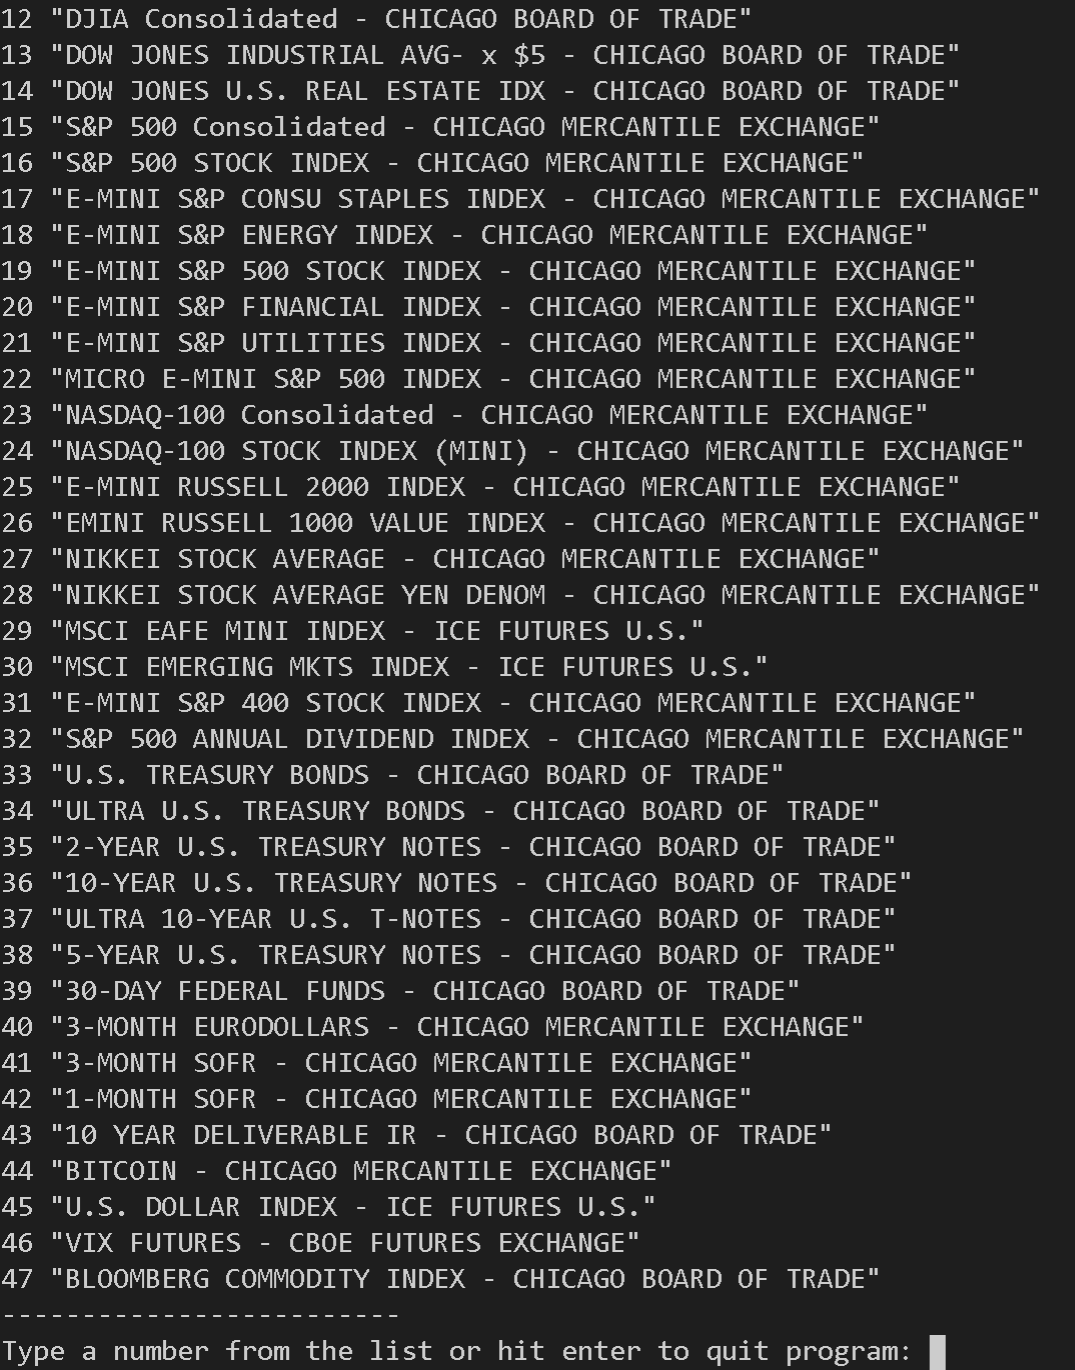 12 "DJIA Consolidated - CHICAGO BOARD OF TRADE"
13 "DOW JONES INDUSTRIAL AVG- x $5 - CHICAGO BOARD OF TRADE"
14 "DOW JONES U.S. REAL ESTATE IDX - CHICAGO BOARD OF TRADE"
15 "S&P 500 Consolidated - CHICAGO MERCANTILE EXCHANGE"
16 "S&P 500 STOCK INDEX - CHICAGO MERCANTILE EXCHANGE"
17 "E-MINI S&P CONSU STAPLES INDEX - CHICAGO MERCANTILE EXCHANGE"
18 "E-MINI S&P ENERGY INDEX - CHICAGO MERCANTILE EXCHANGE"
19 "E-MINI S&P 500 STOCK INDEX - CHICAGO MERCANTILE EXCHANGE"
20 "E-MINI S&P FINANCIAL INDEX - CHICAGO MERCANTILE EXCHANGE"
21 "E-MINI S&P UTILITIES INDEX - CHICAGO MERCANTILE EXCHANGE"
22 "MICRO E-MINI S&P 500 INDEX - CHICAGO MERCANTILE EXCHANGE"
23 "NASDAQ-100 Consolidated - CHICAGO MERCANTILE EXCHANGE"
24 "NASDAQ-100 STOCK INDEX (MINI) - CHICAGO MERCANTILE EXCHANGE"
25 "E-MINI RUSSELL 2000 INDEX - CHICAGO MERCANTILE EXCHANGE"
26 "EMINI RUSSELL 1000 VALUE INDEX - CHICAGO MERCANTILE EXCHANGE"
27 "NIKKEI STOCK AVERAGE - CHICAGO MERCANTILE EXCHANGE"
28 "NIKKEI STOCK AVERAGE YEN DENOM - CHICAGO MERCANTILE EXCHANGE"
29 "MSCI EAFE MINI INDEX - ICE FUTURES U.S."
30 "MSCI EMERGING MKTS INDEX - ICE FUTURES U.S."
31 "E-MINI S&P 400 STOCK INDEX - CHICAGO MERCANTILE EXCHANGE"
32 "S&P 500 ANNUAL DIVIDEND INDEX - CHICAGO MERCANTILE EXCHANGE"
33 "U.S. TREASURY BONDS - CHICAGO BOARD OF TRADE"
34 "ULTRA U.S. TREASURY BONDS - CHICAGO BOARD OF TRADE"
35 "2-YEAR U.S. TREASURY NOTES - CHICAGO BOARD OF TRADE"
36 "10-YEAR U.S. TREASURY NOTES - CHICAGO BOARD OF TRADE"
37 "ULTRA 10-YEAR U.S. T-NOTES - CHICAGO BOARD OF TRADE"
38 "5-YEAR U.S. TREASURY NOTES - CHICAGO BOARD OF TRADE"
39 "30-DAY FEDERAL FUNDS - CHICAGO BOARD OF TRADE"
40 "3-MONTH EURODOLLARS - CHICAGO MERCANTILE EXCHANGE"
41 "3-MONTH SOFR - CHICAGO MERCANTILE EXCHANGE"
42 "1-MONTH SOFR - CHICAGO MERCANTILE EXCHANGE"
43 "10 YEAR DELIVERABLE IR - CHICAGO BOARD OF TRADE"
44 "BITCOIN - CHICAGO MERCANTILE EXCHANGE"
45 "U.S. DOLLAR INDEX - ICE FUTURES U.S."
46 "VIX FUTURES - CBOE FUTURES EXCHANGE"
47 "BLOOMBERG COMMODITY INDEX - CHICAGO BOARD OF TRADE"
-------------------------
Type a number from the list or hit enter to quit program: